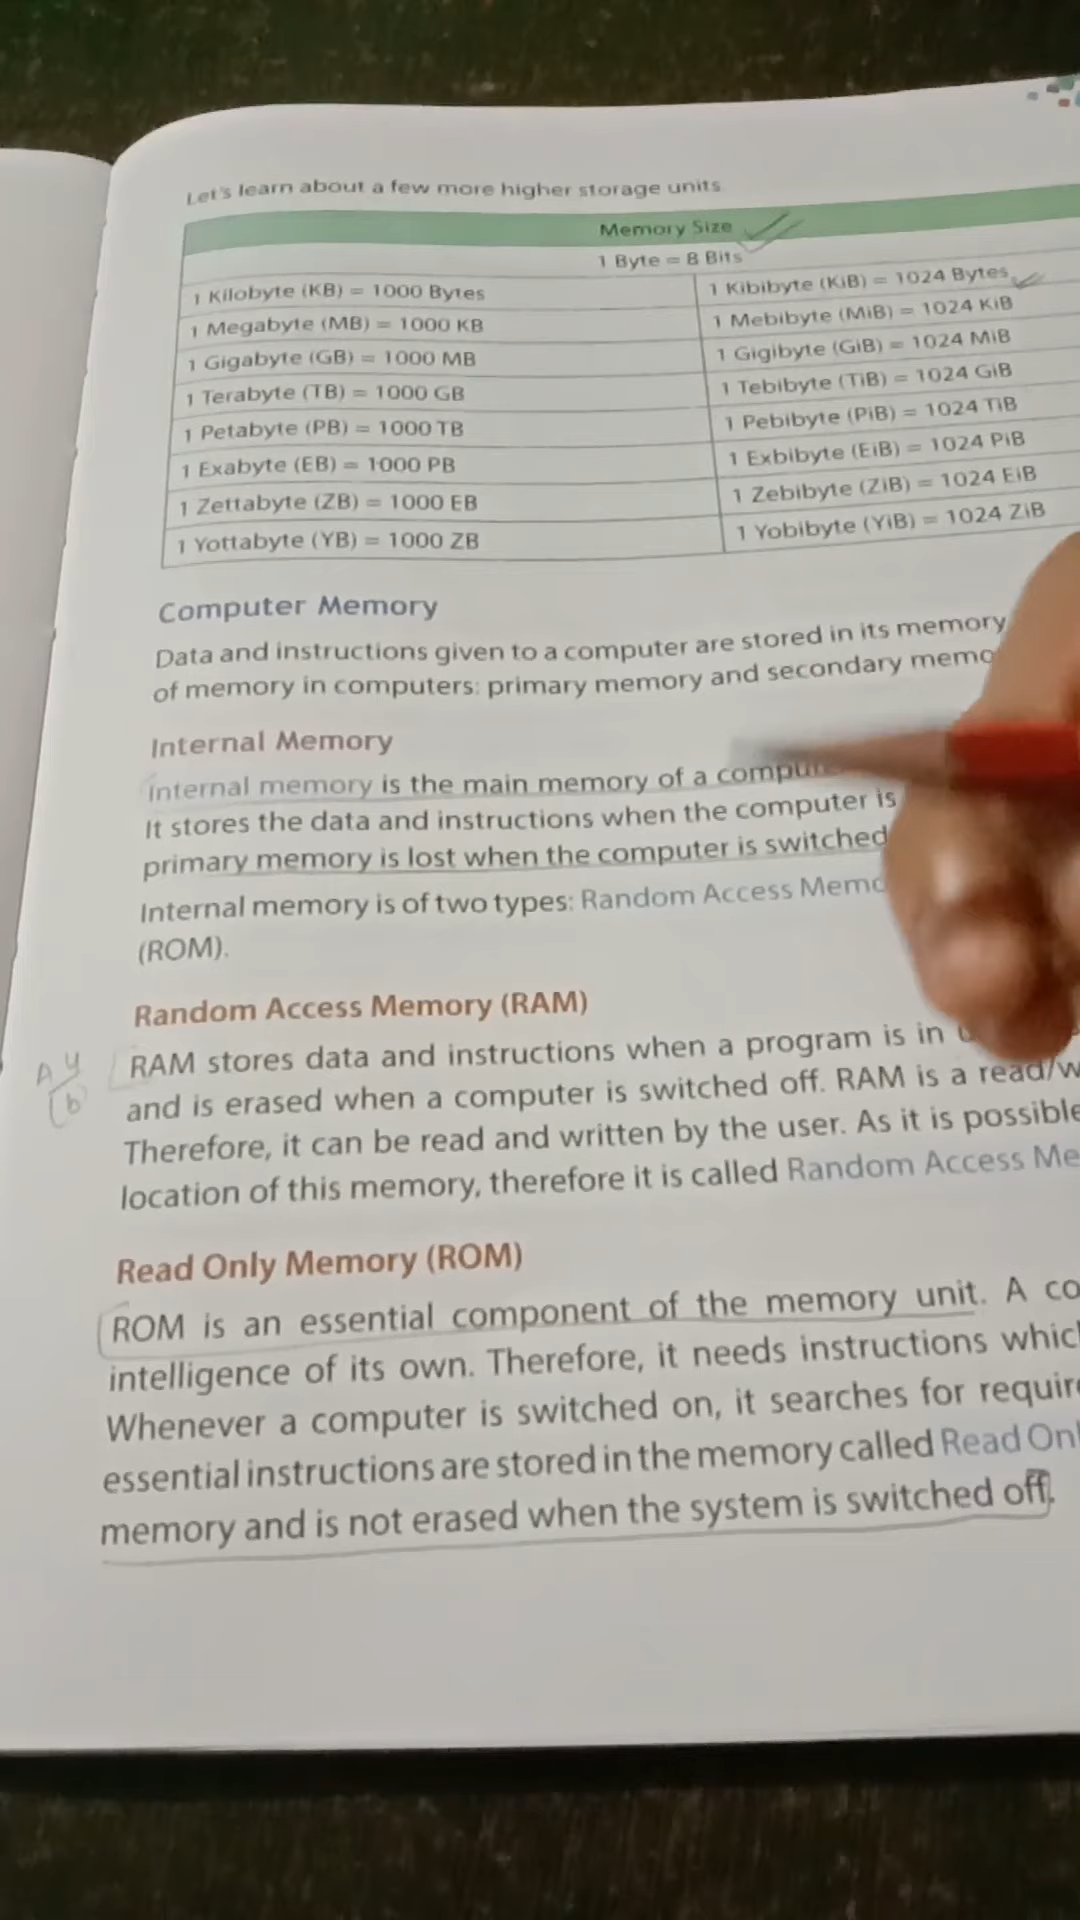 Let's learn about a few more higher storage units.
Memory Size
1 Byte = 8 Bits
1 Kilobyte (KB) = 1000 Bytes
1 Kibibyte (KiB) = 1024 Bytes
1 Megabyte (MB) = 1000 KB
1 Mebibyte (MiB) = 1024 KiB
1 Gigabyte (GB) = 1000 MB
1 Gigibyte (GiB) = 1024 MiB
1 Terabyte (TB) = 1000 GB
1 Tebibyte (TiB) = 1024 GiB
1 Petabyte (PB) = 1000 TB
1 Pebibyte (PiB) = 1024 TiB
1 Exabyte (EB) = 1000 PB
1 Exbibyte (EiB) = 1024 PiB
1 Zettabyte (ZB) = 1000 EB
1 Zebibyte (ZiB) = 1024 EiB
1 Yottabyte (YB) = 1000 ZB
1 Yobibyte (YiB) = 1024 ZiB
Computer Memory
Data and instructions given to a computer are stored in its memory
of memory in computers: primary memory and secondary memo
Internal Memory
Internal memory is the main memory of a
It stores the data and instructions when the computer is
primary memory is lost when the computer is switched
Internal memory is of two types: Random Access Memo
(ROM).
Random Access Memory (RAM)
A4
(b
RAM stores data and instructions when a program is in
and is erased when a computer is switched off. RAM is a read/w
Therefore, it can be read and written by the user. As it is possible
location of this memory, therefore it is called Random Access Me
Read Only Memory (ROM)
ROM is an essential component of the memory unit. A co
intelligence of its own. Therefore, it needs instructions which
Whenever a computer is switched on, it searches for require
essential instructions are stored in the memory called Read Onl
memory and is not erased when the system is switched off.